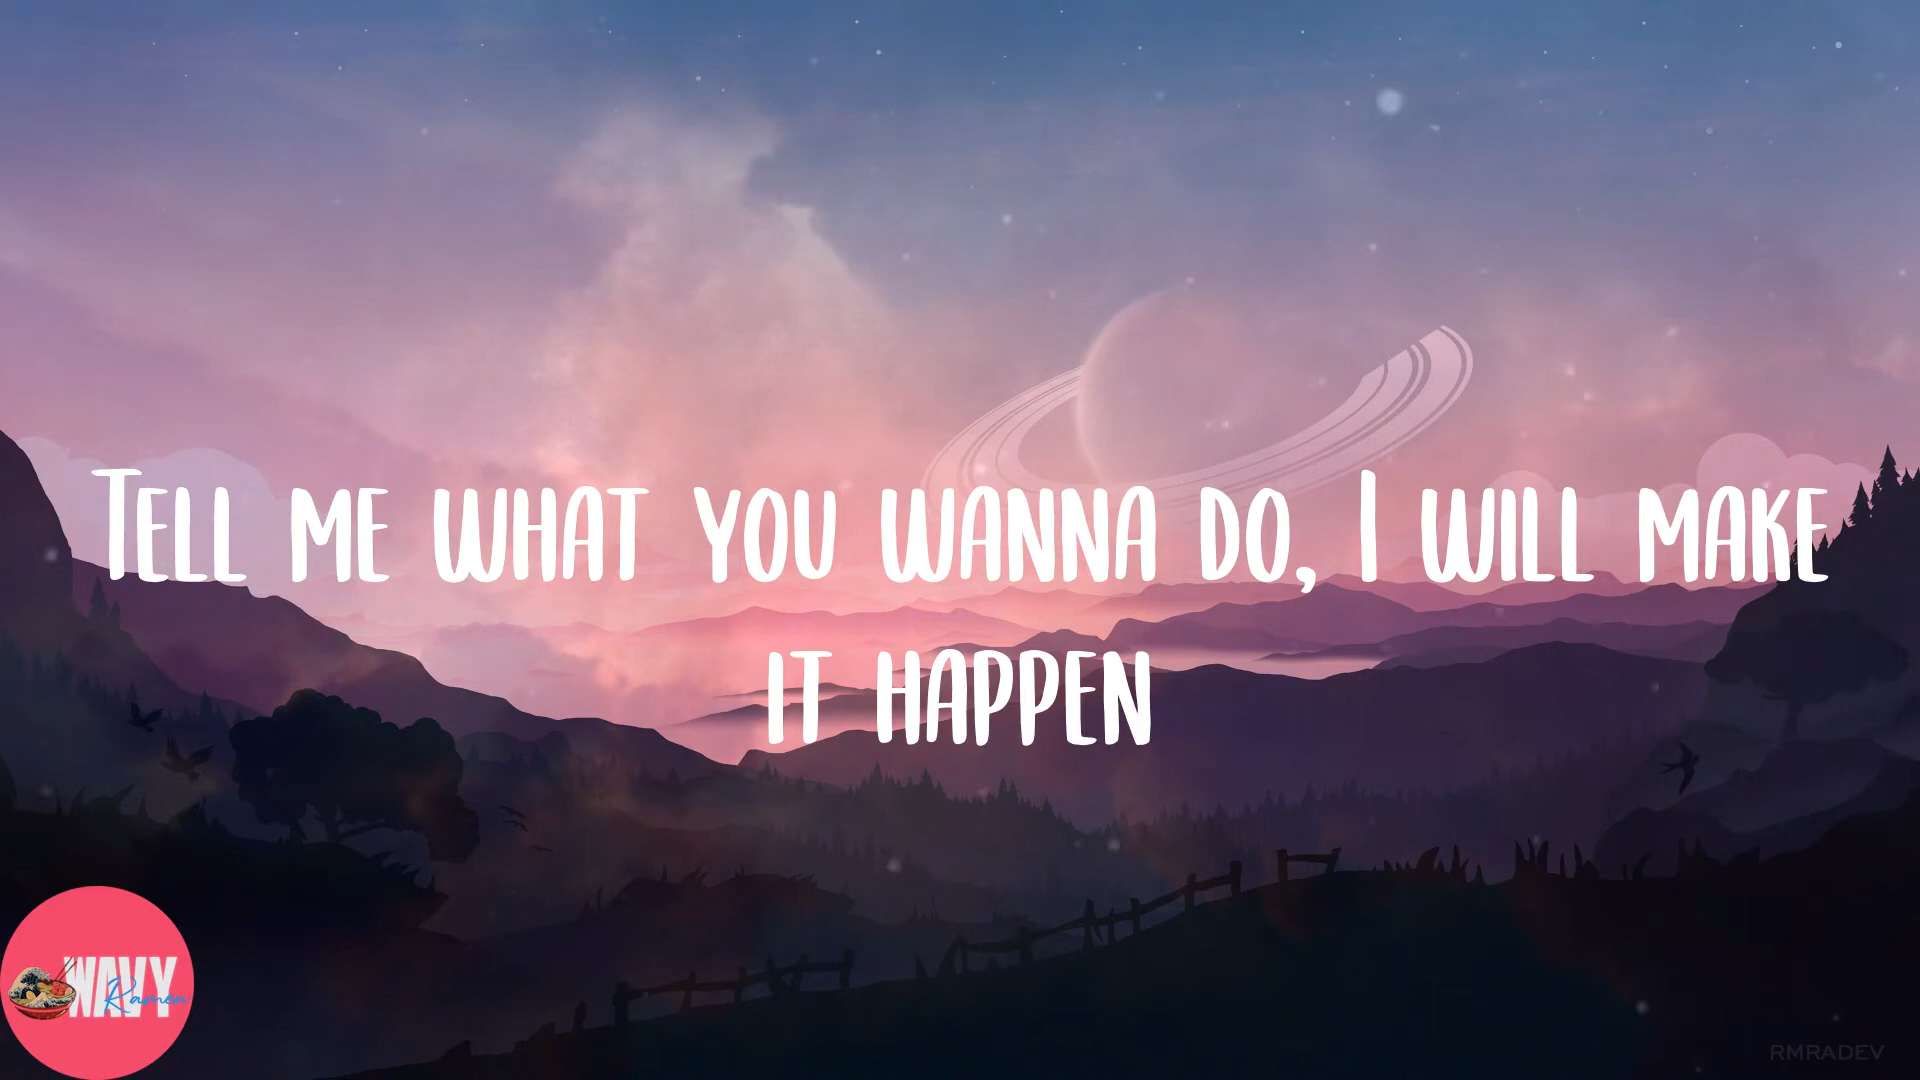 Tell me what you wanna do, I will make
it happen
WAVY
Ramen
RMRADEV